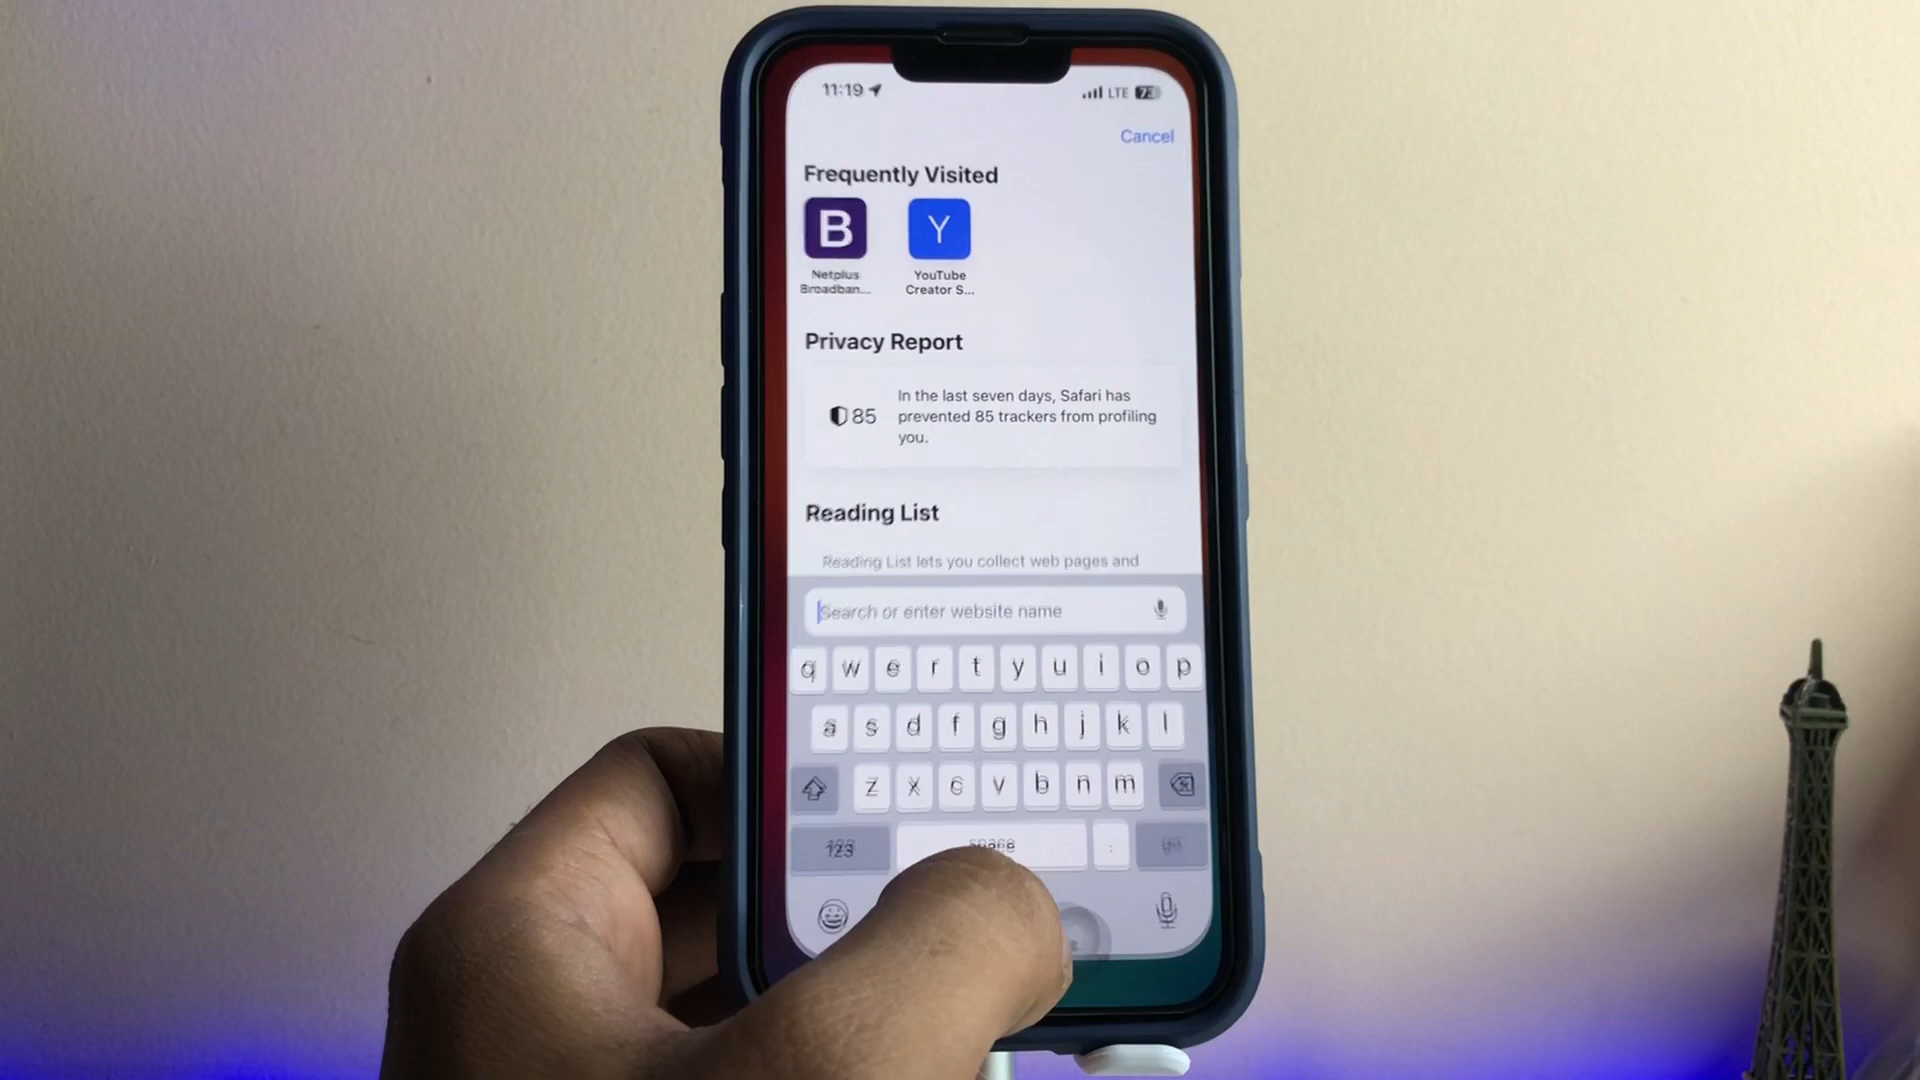 11:19 LTE 73
Cancel
Frequently Visited
B Y
Netplus YouTube
Broadban... Creator S...
Privacy Report
In the last seven days, Safari has
85 prevented 85 trackers from profiling
you.
Reading List
Reading List lets you collect web pages and
Search or enter website name
q w e r t y u i o p
a s d f g h j k l
z x c v b n m
123 space .